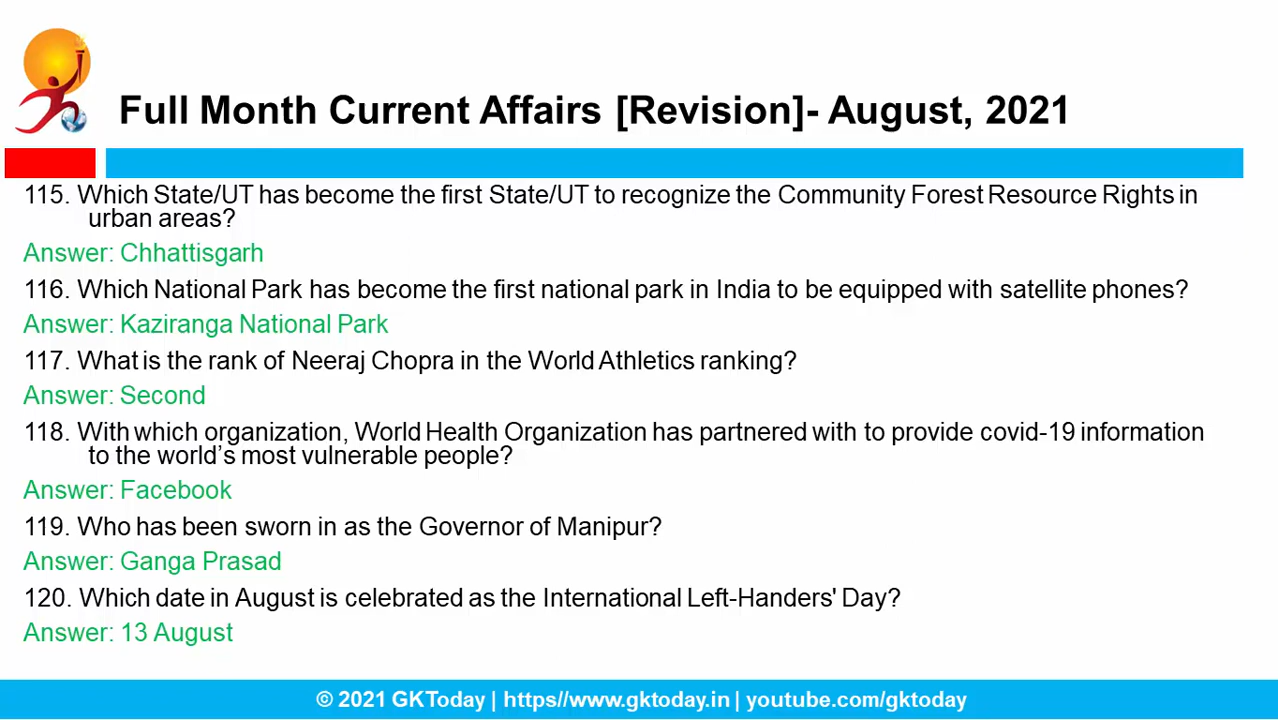 Full Month Current Affairs [Revision]- August, 2021
115. Which State/UT has become the first State/UT to recognize the Community Forest Resource Rights in
urban areas?
Answer: Chhattisgarh
116. Which National Park has become the first national park in India to be equipped with satellite phones?
Answer: Kaziranga National Park
117. What is the rank of Neeraj Chopra in the World Athletics ranking?
Answer: Second
118. With which organization, World Health Organization has partnered with to provide covid-19 information
to the world’s most vulnerable people?
Answer: Facebook
119. Who has been sworn in as the Governor of Manipur?
Answer: Ganga Prasad
120. Which date in August is celebrated as the International Left-Handers' Day?
Answer: 13 August
© 2021 GKToday | https//www.gktoday.in | youtube.com/gktoday